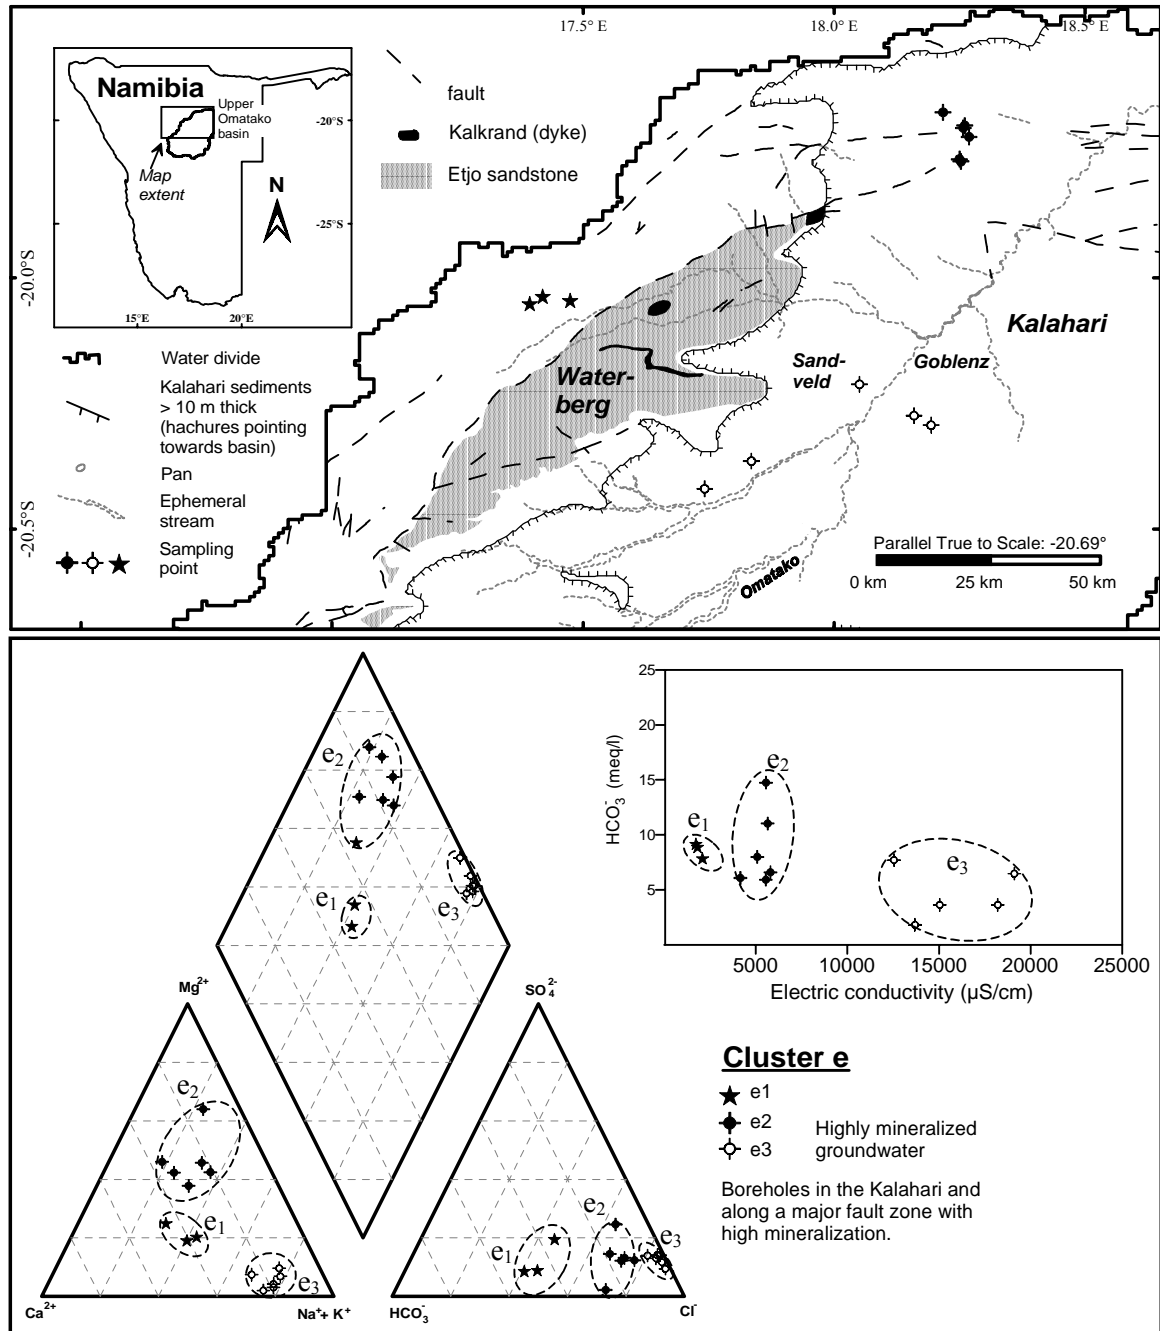 17.5° E
18.0° E
18.5° E
Namibia
Upper
Omatako
basin
Map
extent
N
-20°S
-25°S
15°E
20°E
fault
Kalkrand (dyke)
Etjo sandstone
-20.0°S
-20.5°S
Water divide
Kalahari sediments
> 10 m thick
(hachures pointing
towards basin)
Pan
Ephemeral
stream
Sampling
point
Water-
berg
Sand-
veld
Goblenz
Kalahari
Omatako
Parallel True to Scale: -20.69°
0 km 25 km 50 km
e2
e1
e3
Mg2+
e2
e1
e3
Ca2+
Na++ K+
SO42-
e2
e1
e3
HCO3-
Cl-
25
20
15
10
5
HCO3- (meq/l)
e1
e2
e3
5000 10000 15000 20000 25000
Electric conductivity (µS/cm)
Cluster e
e1
e2
e3
Highly mineralized
groundwater
Boreholes in the Kalahari and
along a major fault zone with
high mineralization.